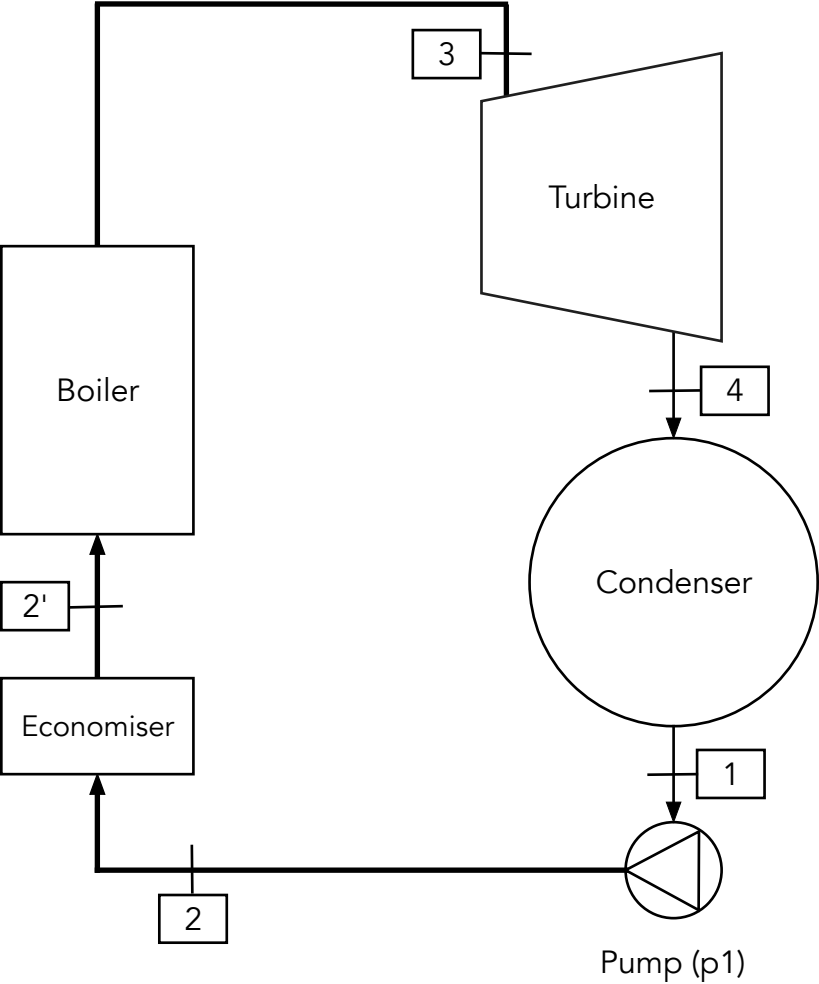 3
Turbine
Boiler
4
Condenser
2'
Economiser
1
2
Pump (p1)